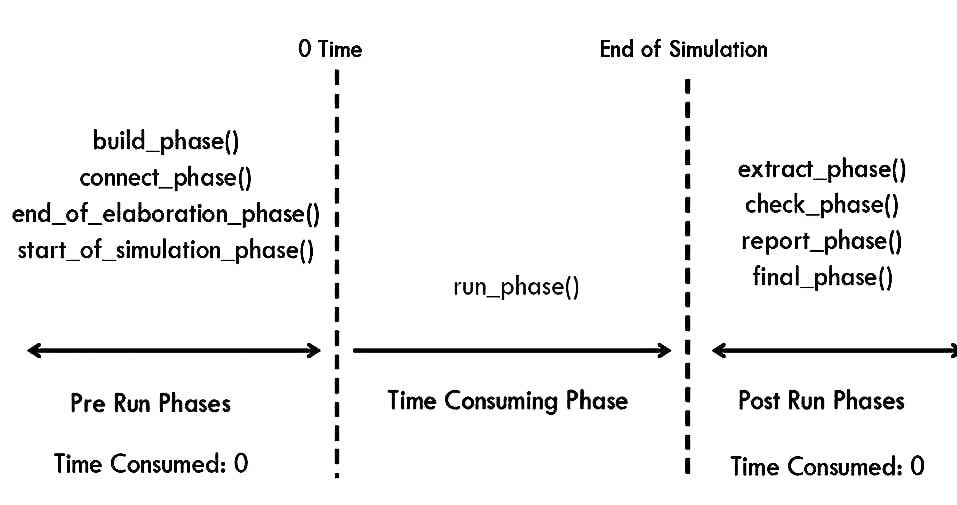 0 Time
End of Simulation
build_phase()
connect_phase()
end_of_elaboration_phase()
start_of_simulation_phase()
run_phase()
extract_phase()
check_phase()
report_phase()
final_phase()
Pre Run Phases
Time Consuming Phase
Post Run Phases
Time Consumed: 0
Time Consumed: 0